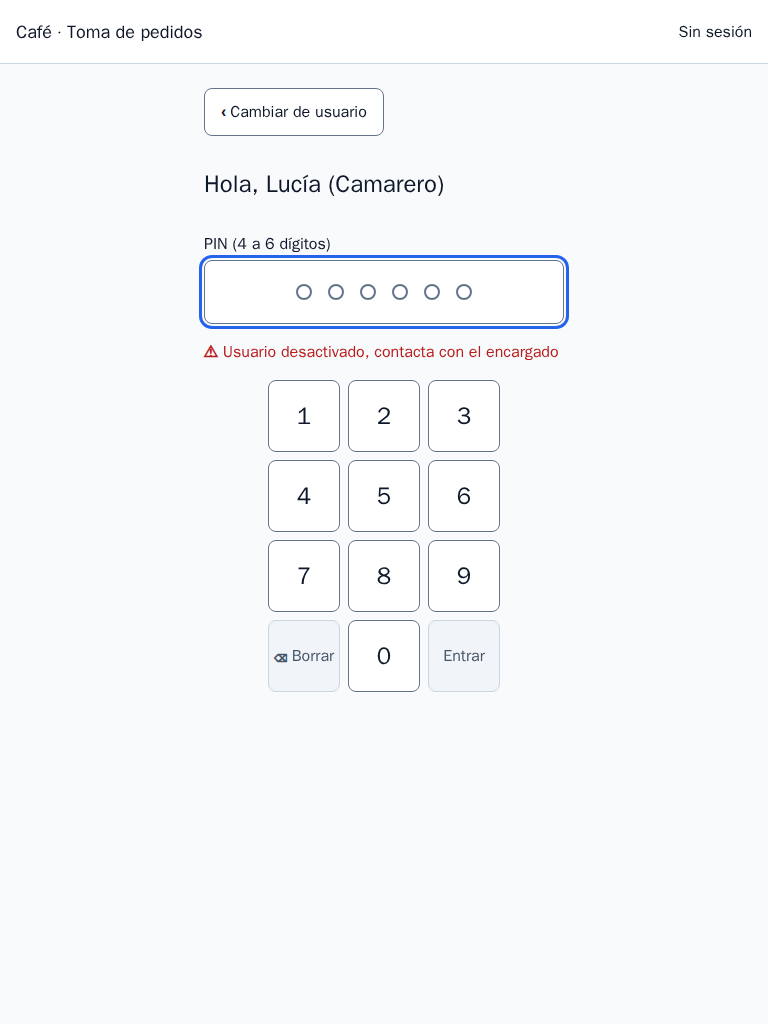 Café · Toma de pedidos
Sin sesión
‹ Cambiar de usuario
Hola, Lucía (Camarero)
PIN (4 a 6 dígitos)
⚠ Usuario desactivado, contacta con el encargado
1 2 3
4 5 6
7 8 9
⌫ Borrar 0 Entrar